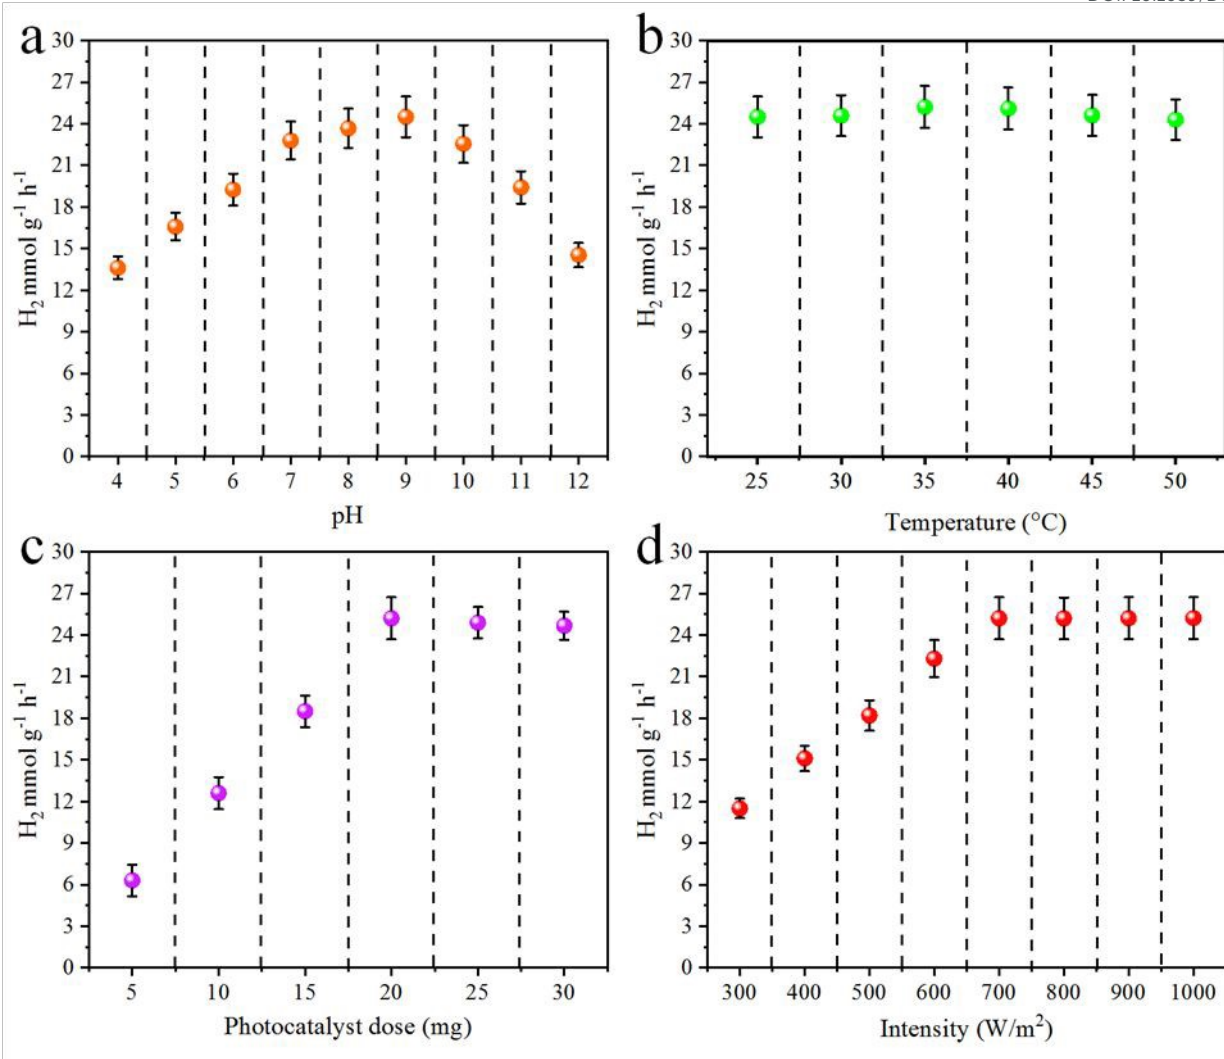 a
30
27
24
21
18
15
12
9
6
3
0
H₂ mmol g⁻¹ h⁻¹
4 5 6 7 8 9 10 11 12
pH
b
30
27
24
21
18
15
12
9
6
3
0
H₂ mmol g⁻¹ h⁻¹
25 30 35 40 45 50
Temperature (°C)
c
30
27
24
21
18
15
12
9
6
3
0
H₂ mmol g⁻¹ h⁻¹
5 10 15 20 25 30
Photocatalyst dose (mg)
d
30
27
24
21
18
15
12
9
6
3
0
H₂ mmol g⁻¹ h⁻¹
300 400 500 600 700 800 900 1000
Intensity (W/m²)